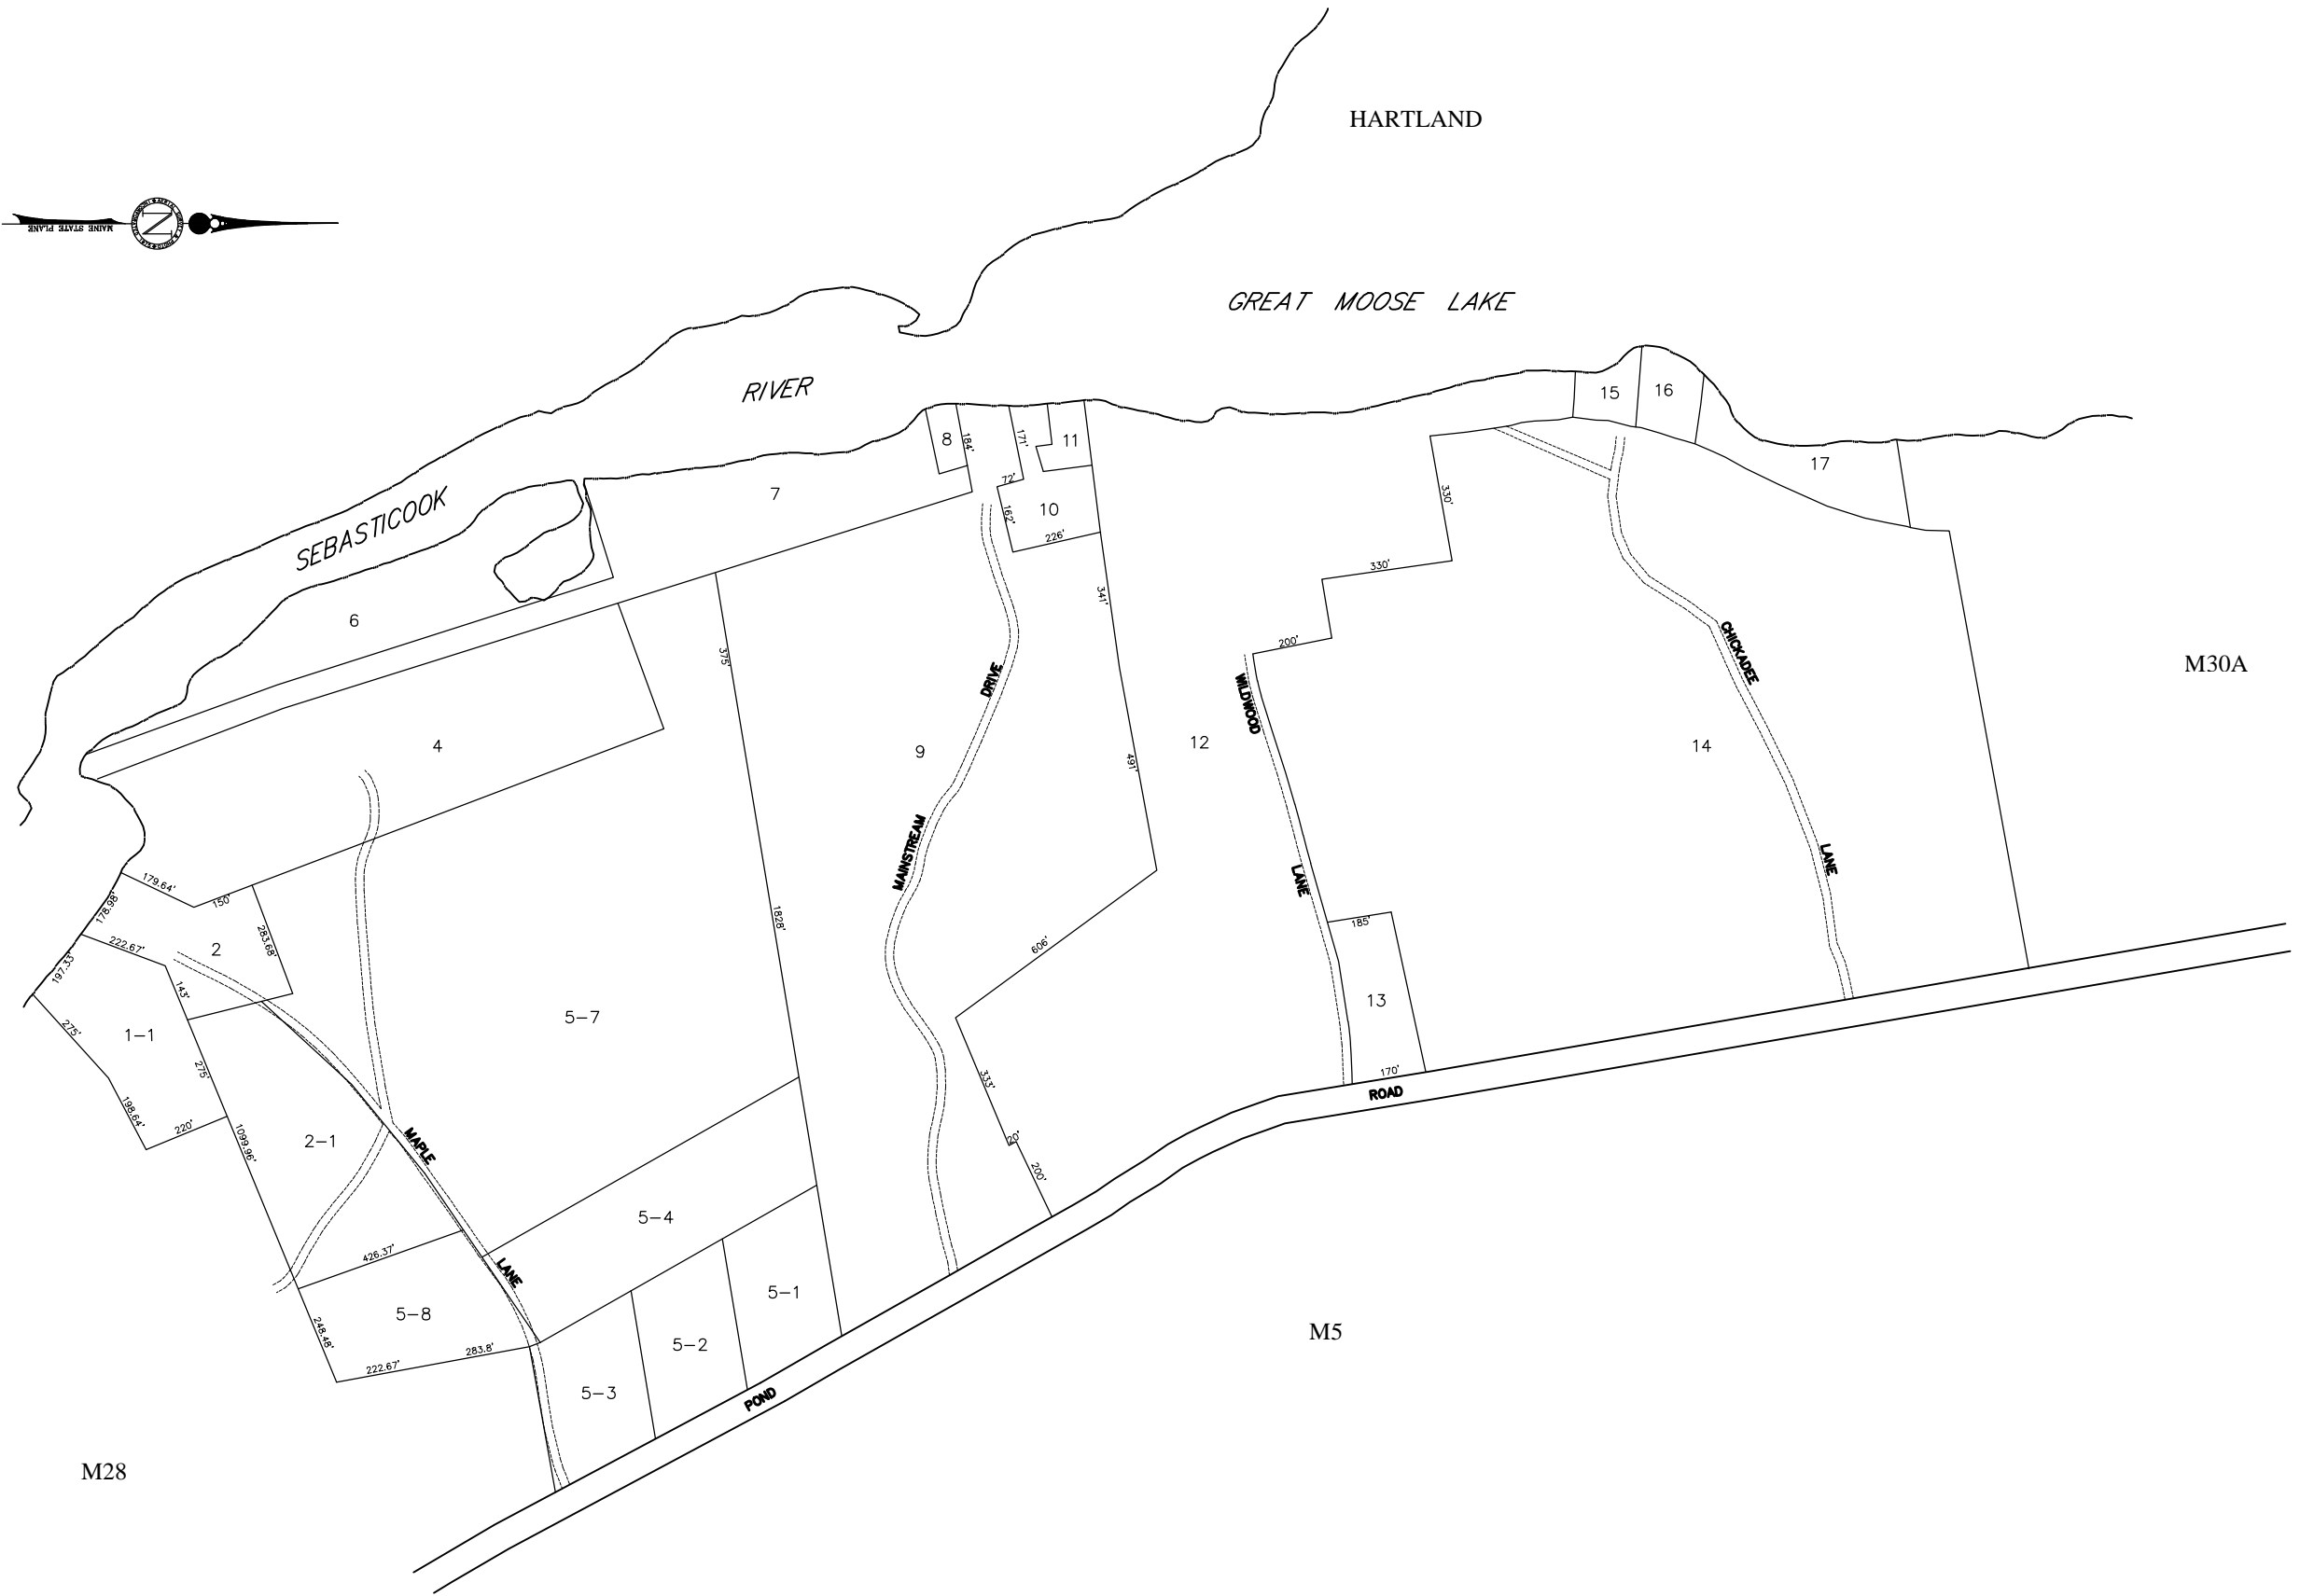 HARTLAND
MAINE STATE PLANE
N
GREAT MOOSE LAKE
RIVER
SEBASTICOOK
15
16
17
8
184'
171'
11
7
72'
162'
10
226'
330'
330'
6
341'
200'
375'
DRIVE
WILDWOOD
CHICKADEE
M30A
4
9
12
14
491'
MAINSTREAM
LANE
LANE
179.64'
150'
178.98'
283.68'
1828'
185'
222.67'
2
606'
197.33'
143'
13
275'
1-1
5-7
275'
333'
170'
ROAD
198.64'
220'
1099.96'
2-1
MAPLE
20'
200'
5-4
426.37'
LANE
5-1
5-8
248.48'
5-2
M5
222.67'
283.8'
5-3
POND
M28